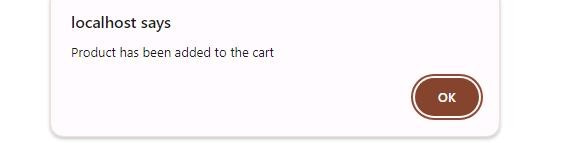 localhost says
Product has been added to the cart
OK